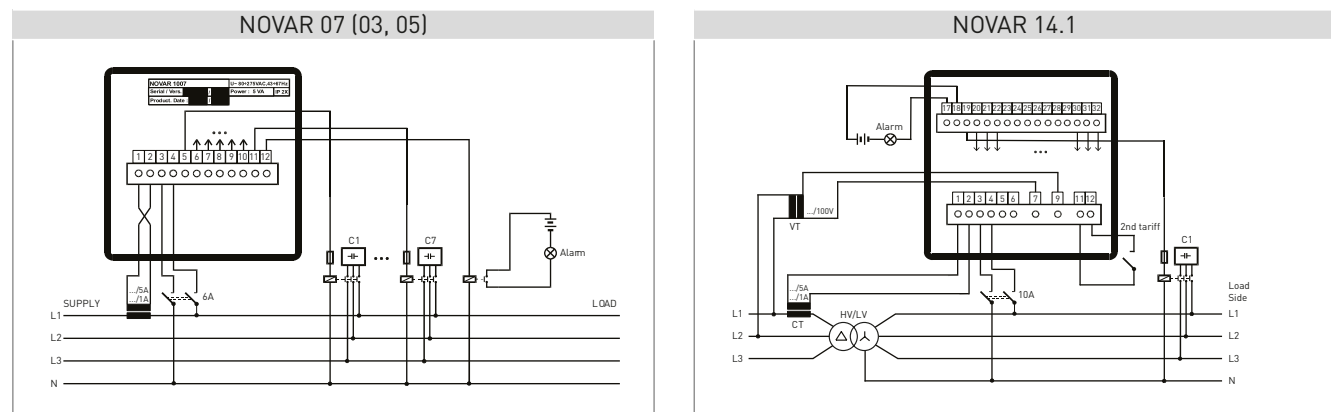 NOVAR 07 (03, 05)
NOVAR 1007
U~ 80÷275VAC,43÷67Hz
Serial / Vers.
/
Power : 5 VA
IP 2X
Product. Date :
/
•••
1 2 3 4 5 6 7 8 9 10 11 12
C1
•••
C7
Alarm
.../5A
.../1A
6A
SUPPLY
LOAD
L1
L2
L3
N
NOVAR 14.1
17 18 19 20 21 22 23 24 25 26 27 28 29 30 31 32
Alarm
•••
1 2 3 4 5 6 7 9 11 12
.../100V
VT
2nd tariff
C1
.../5A
.../1A
10A
Load
Side
L1
CT
HV/LV
L1
L2
L2
L3
L3
N